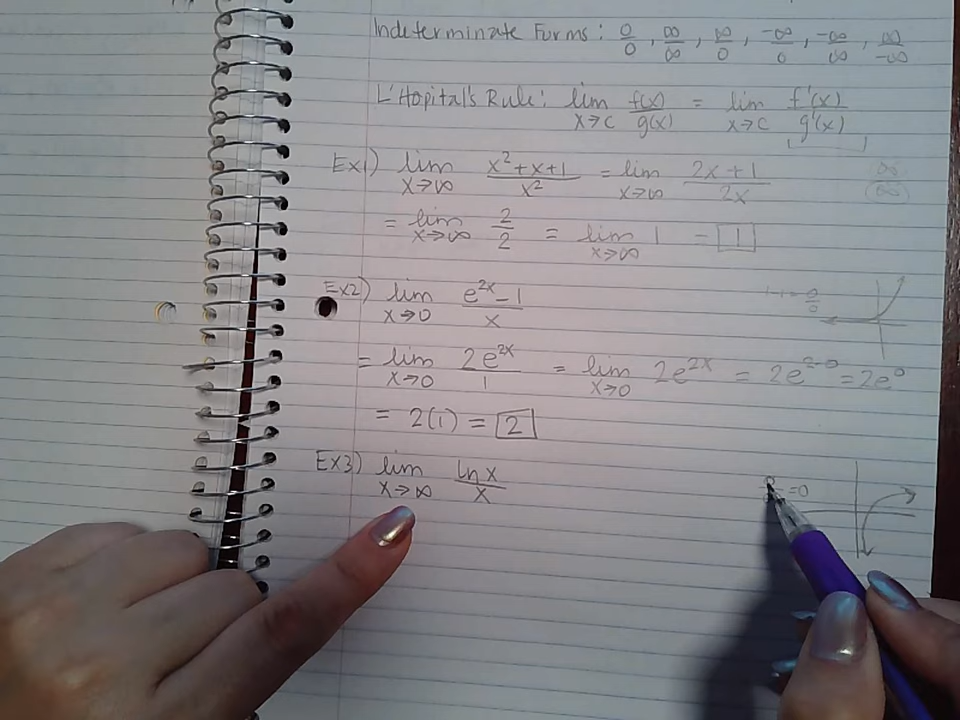 Indeterminate Forms: 0/0, ∞/∞, ∞/0, -∞/0, -∞/∞, ∞/-∞
L'Hopital's Rule: lim x→c f(x)/g(x) = lim x→c f'(x)/g'(x)
Ex1) lim x→∞ x²+x+1/x² = lim x→∞ 2x+1/2x ∞/∞
= lim x→∞ 2/2 = lim x→∞ 1 = 1
Ex2) lim x→0 e^2x-1/x
= lim x→0 2e^2x/1 = lim x→0 2e^2x = 2e^2·0 = 2e^0
= 2(1) = 2
Ex3) lim x→∞ ln x/x =0